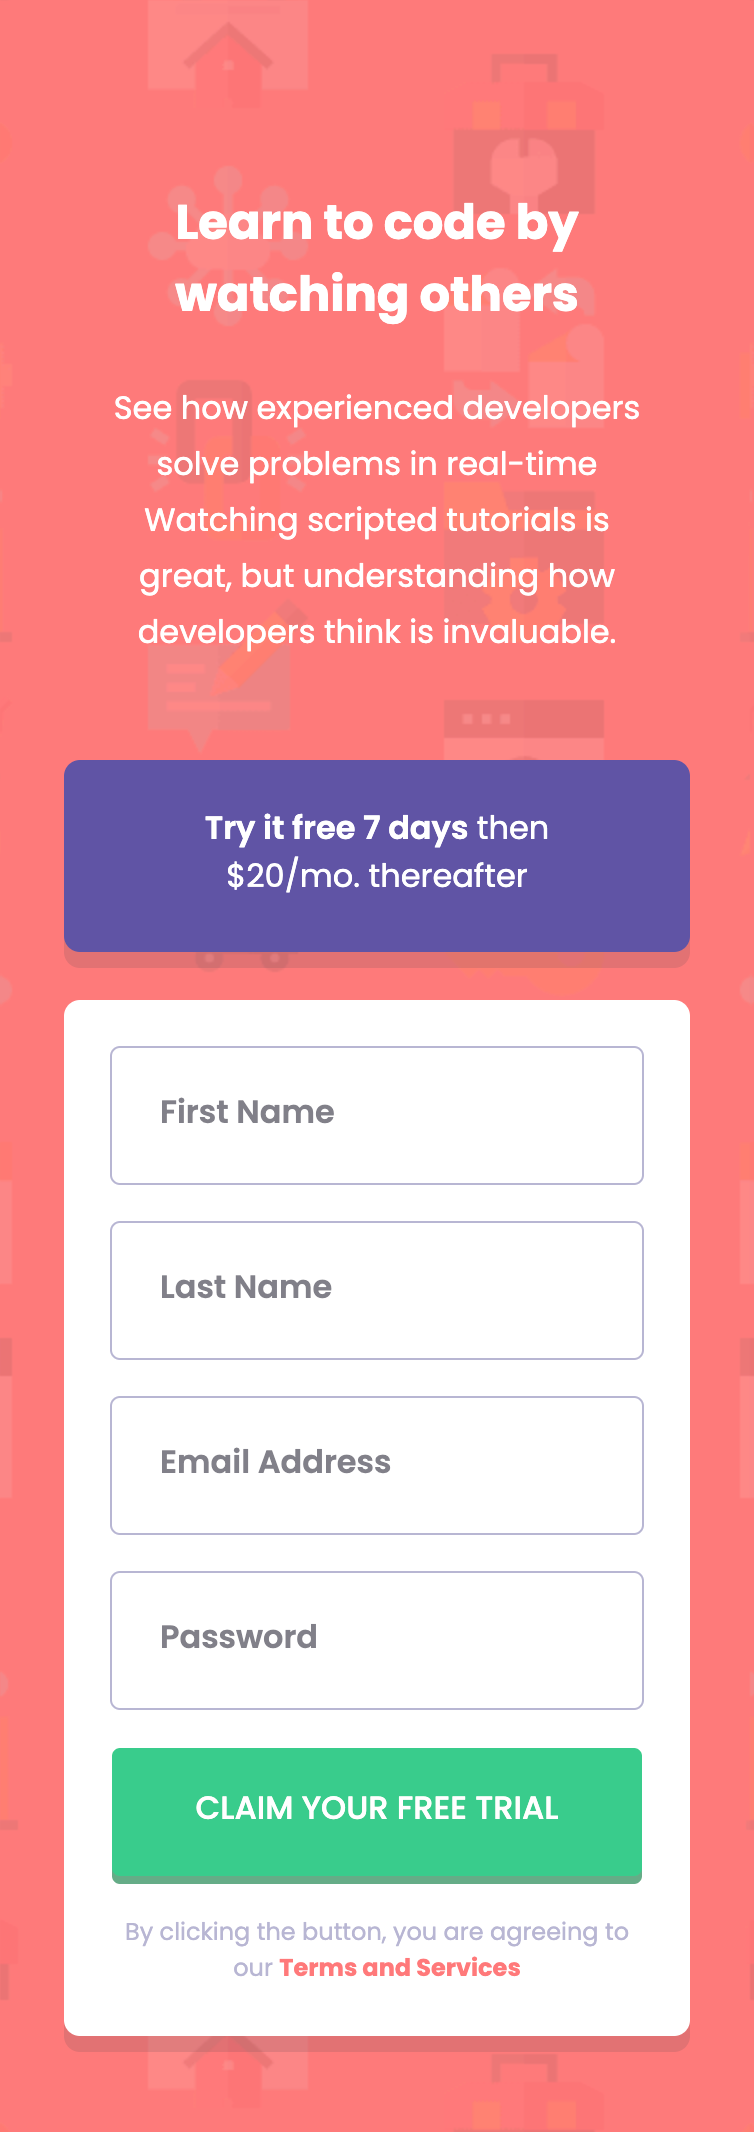 Learn to code by
watching others
See how experienced developers
solve problems in real-time
Watching scripted tutorials is
great, but understanding how
developers think is invaluable.
Try it free 7 days then
$20/mo. thereafter
First Name
Last Name
Email Address
Password
CLAIM YOUR FREE TRIAL
By clicking the button, you are agreeing to
our Terms and Services